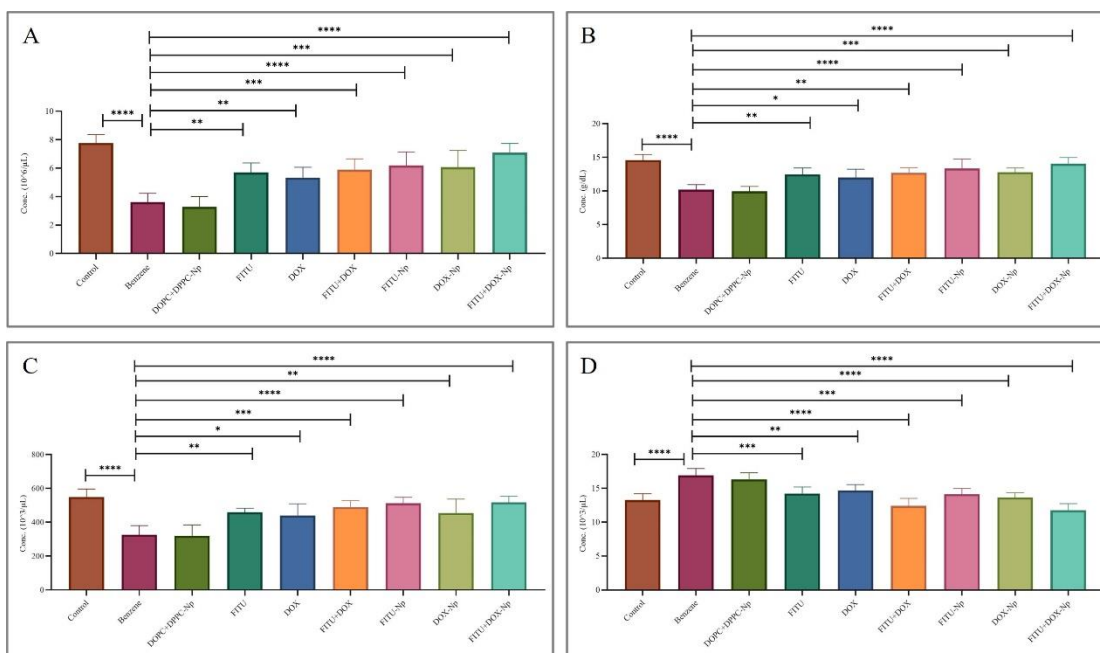 A
****
***
****
***
**
**
****
Conc. (10^6/µL)
10
8
6
4
2
0
Control
Benzene
DOPC+DPPC-Np
FITU
DOX
FITU+DOX
FITU-Np
DOX-Np
FITU+DOX-Np
B
****
***
****
**
*
**
****
Conc. (g/dL)
20
15
10
5
0
Control
Benzene
DOPC+DPPC-Np
FITU
DOX
FITU+DOX
FITU-Np
DOX-Np
FITU+DOX-Np
C
****
**
****
***
*
**
****
Conc. (10^3/µL)
800
600
400
200
0
Control
Benzene
DOPC+DPPC-Np
FITU
DOX
FITU+DOX
FITU-Np
DOX-Np
FITU+DOX-Np
D
****
****
***
****
**
***
****
Conc. (10^3/µL)
20
15
10
5
0
Control
Benzene
DOPC+DPPC-Np
FITU
DOX
FITU+DOX
FITU-Np
DOX-Np
FITU+DOX-Np